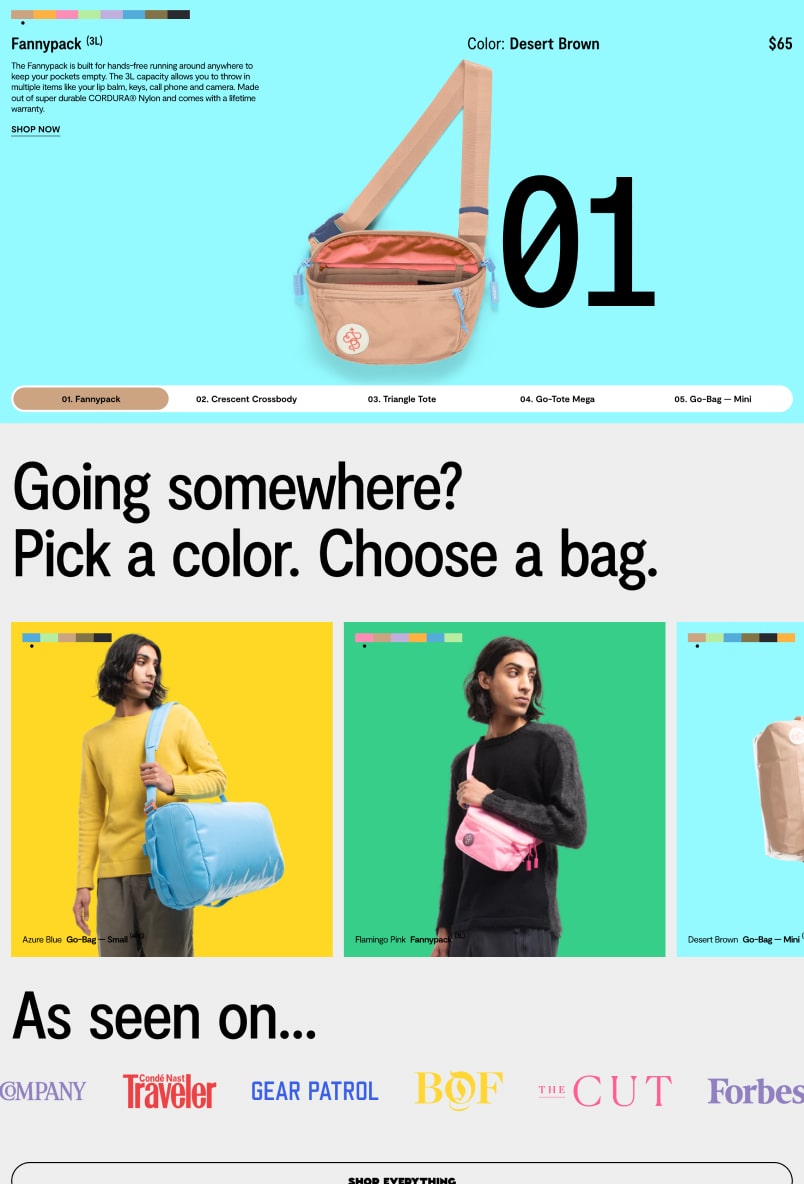 Fannypack (3L)
Color: Desert Brown
$65
The Fannypack is built for hands-free running around anywhere to
keep your pockets empty. The 3L capacity allows you to throw in
multiple items like your lip balm, keys, call phone and camera. Made
out of super durable CORDURA® Nylon and comes with a lifetime
warranty.
SHOP NOW
01
01. Fannypack
02. Crescent Crossbody
03. Triangle Tote
04. Go-Tote Mega
05. Go-Bag — Mini
Going somewhere?
Pick a color. Choose a bag.
Azure Blue Go-Bag — Small
Flamingo Pink Fannypack (3L)
Desert Brown Go-Bag — Mini
As seen on...
COMPANY
Condé Nast
Traveler
GEAR PATROL
BOF
THE CUT
Forbes
SHOP EVERYTHING